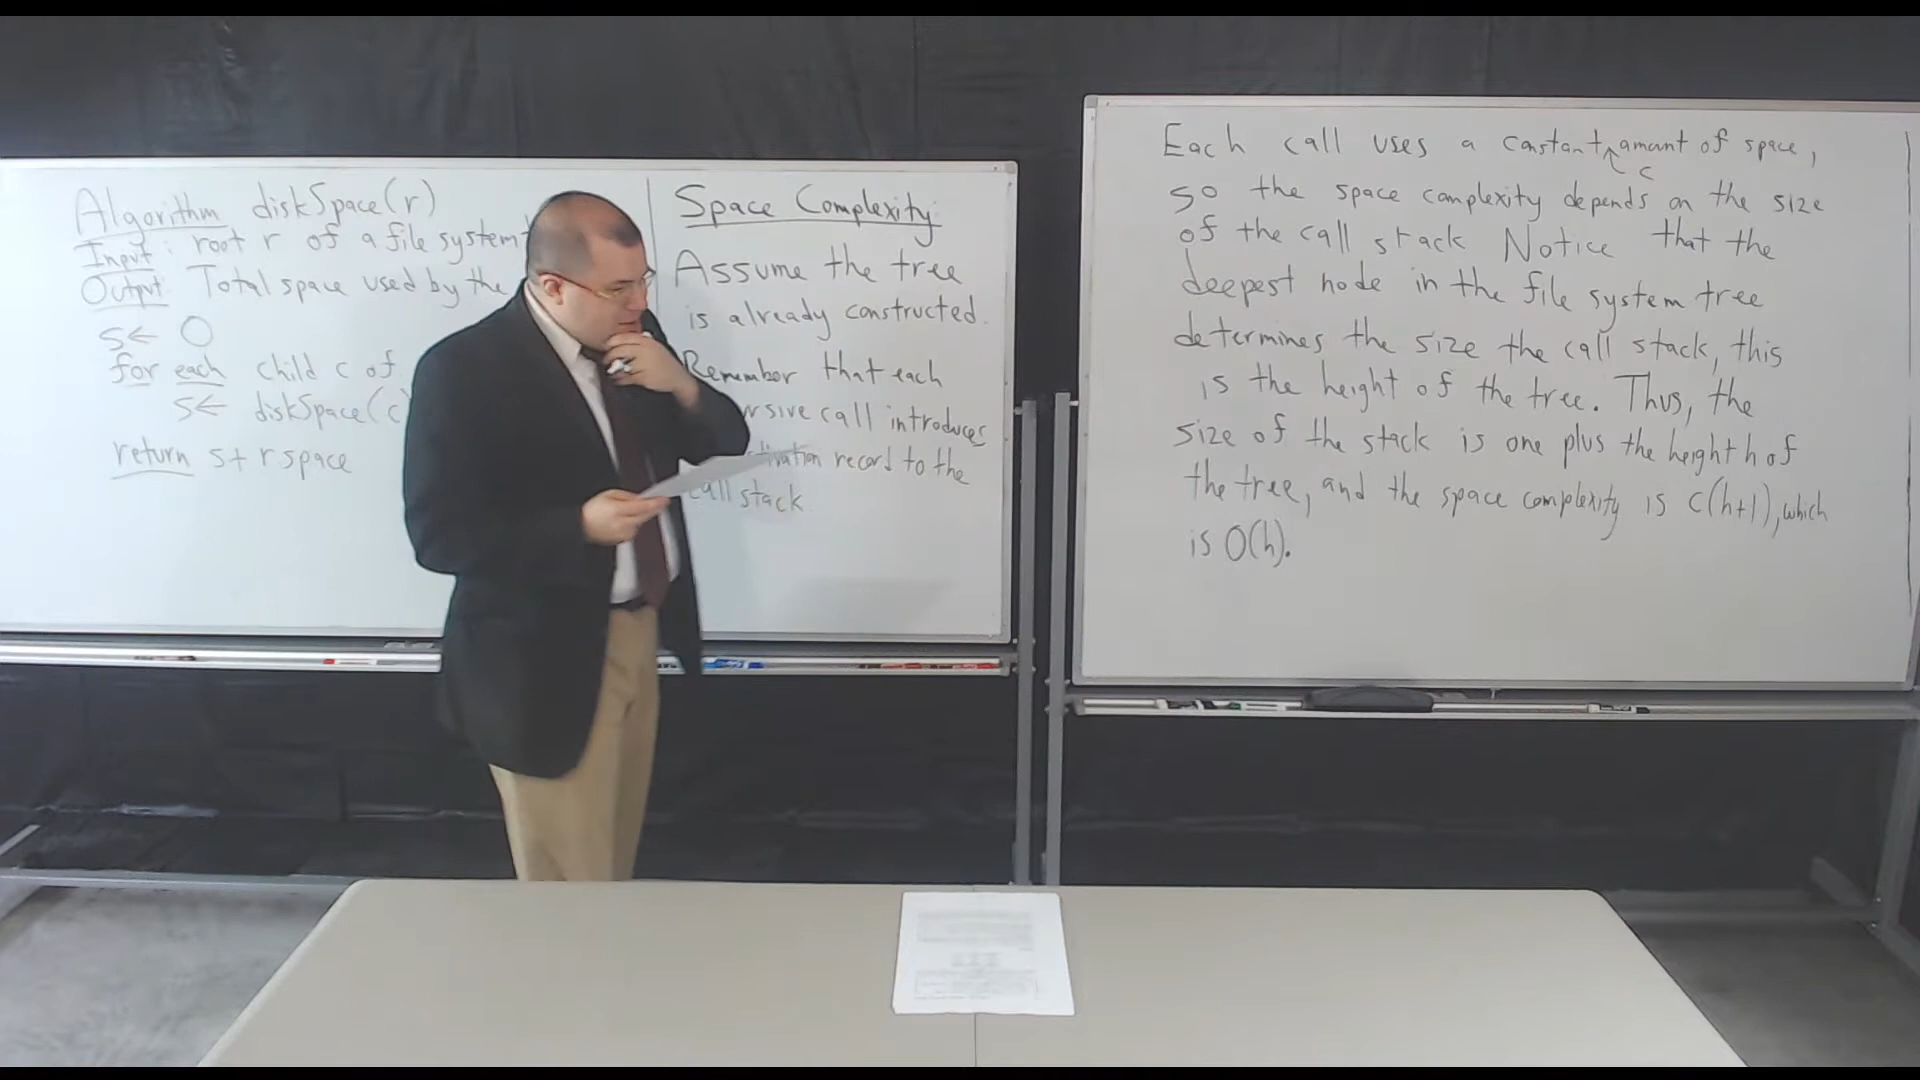 Algorithm diskSpace(r)
Input: root r of a file system
Output: Total space used by the
s← 0
for each child c of
s← diskSpace(c)
return s+ r space
Space Complexity
Assume the tree
is already constructed.
Remember that each
call introduces
record to the
call stack.
Each call uses a constant c amount of space,
so the space complexity depends on the size
of the call stack Notice that the
deepest node in the file system tree
determines the size the call stack, this
is the height of the tree. Thus, the
size of the stack is one plus the height h of
the tree, and the space complexity is c(h+1), which
is O(h).